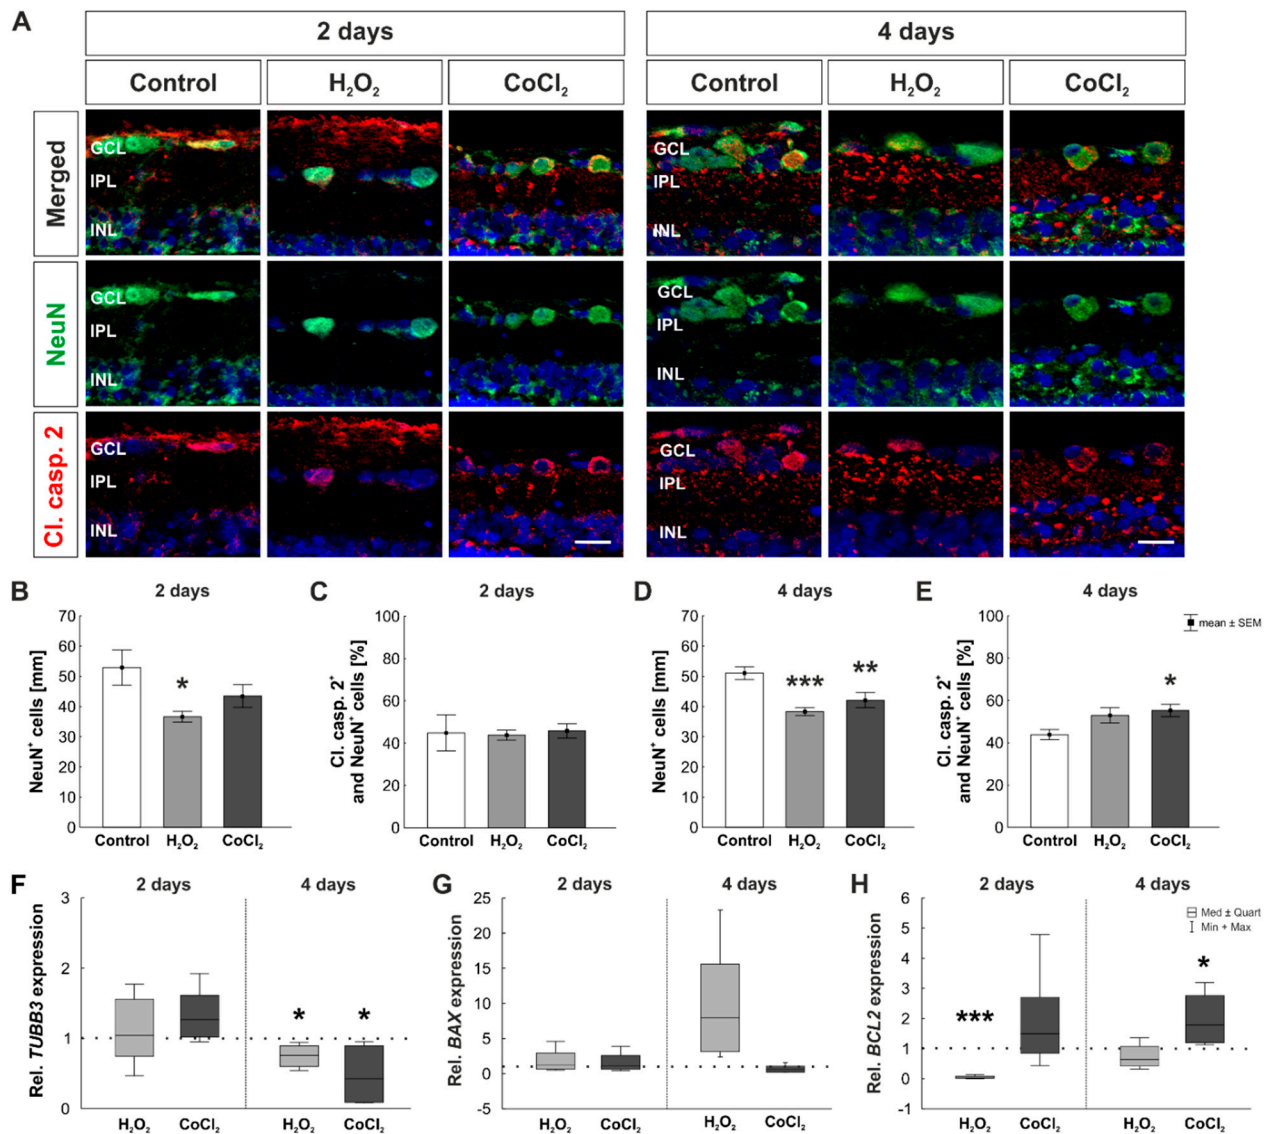 A
2 days
4 days
Control
H₂O₂
CoCl₂
Control
H₂O₂
CoCl₂
Merged
GCL
IPL
INL
GCL
IPL
INL
NeuN
GCL
IPL
INL
GCL
IPL
INL
Cl. casp. 2
GCL
IPL
INL
GCL
IPL
INL
B
2 days
NeuN⁺ cells [mm]
70
60
50
40
30
20
10
0
*
Control
H₂O₂
CoCl₂
C
2 days
Cl. casp. 2⁺
and NeuN⁺ cells [%]
100
80
60
40
20
0
Control
H₂O₂
CoCl₂
D
4 days
NeuN⁺ cells [mm]
70
60
50
40
30
20
10
0
***
**
Control
H₂O₂
CoCl₂
E
4 days
Cl. casp. 2⁺
and NeuN⁺ cells [%]
100
80
60
40
20
0
*
mean ± SEM
Control
H₂O₂
CoCl₂
F
2 days
4 days
Rel. TUBB3 expression
3
2
1
0
*
*
H₂O₂
CoCl₂
H₂O₂
CoCl₂
G
2 days
4 days
Rel. BAX expression
25
20
15
10
5
0
-5
H₂O₂
CoCl₂
H₂O₂
CoCl₂
H
2 days
4 days
Rel. BCL2 expression
6
5
4
3
2
1
0
-1
***
*
Med ± Quart
Min + Max
H₂O₂
CoCl₂
H₂O₂
CoCl₂